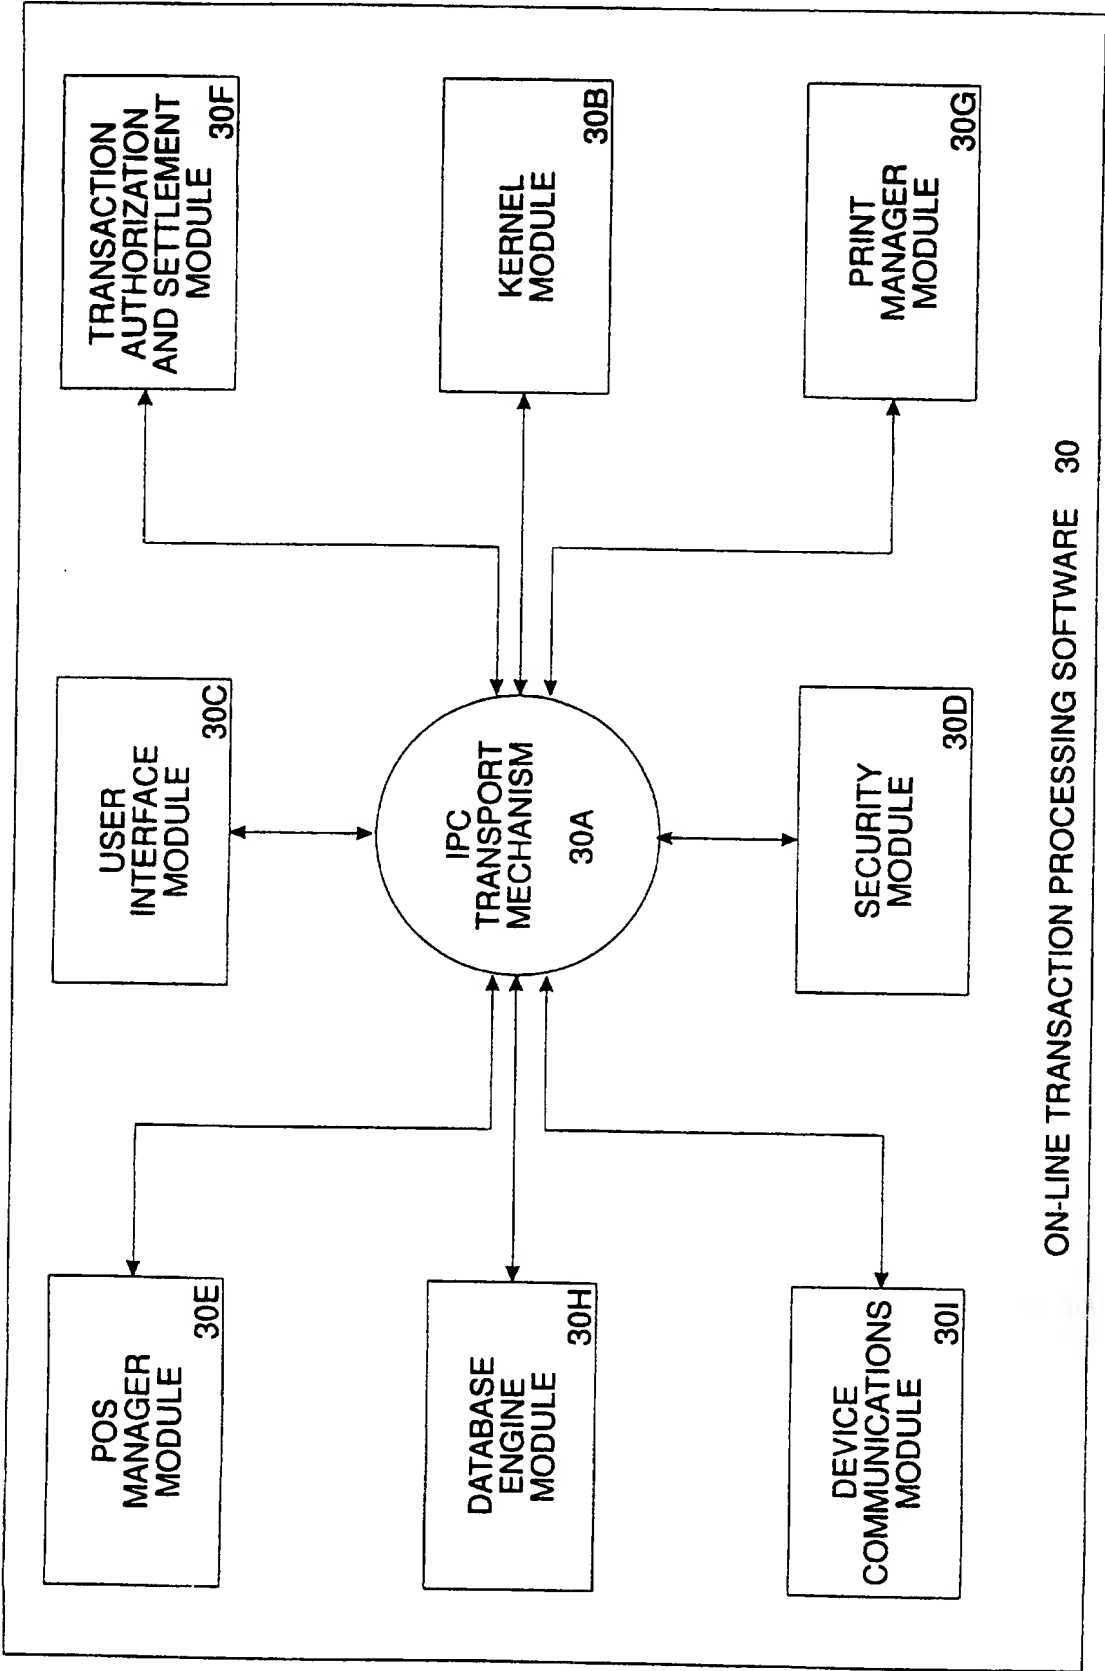 POS
MANAGER
MODULE
30E
USER
INTERFACE
MODULE
30C
TRANSACTION
AUTHORIZATION
AND SETTLEMENT
MODULE
30F
DATABASE
ENGINE
MODULE
30H
IPC
TRANSPORT
MECHANISM
30A
KERNEL
MODULE
30B
DEVICE
COMMUNICATIONS
MODULE
30I
SECURITY
MODULE
30D
PRINT
MANAGER
MODULE
30G
ON-LINE TRANSACTION PROCESSING SOFTWARE 30